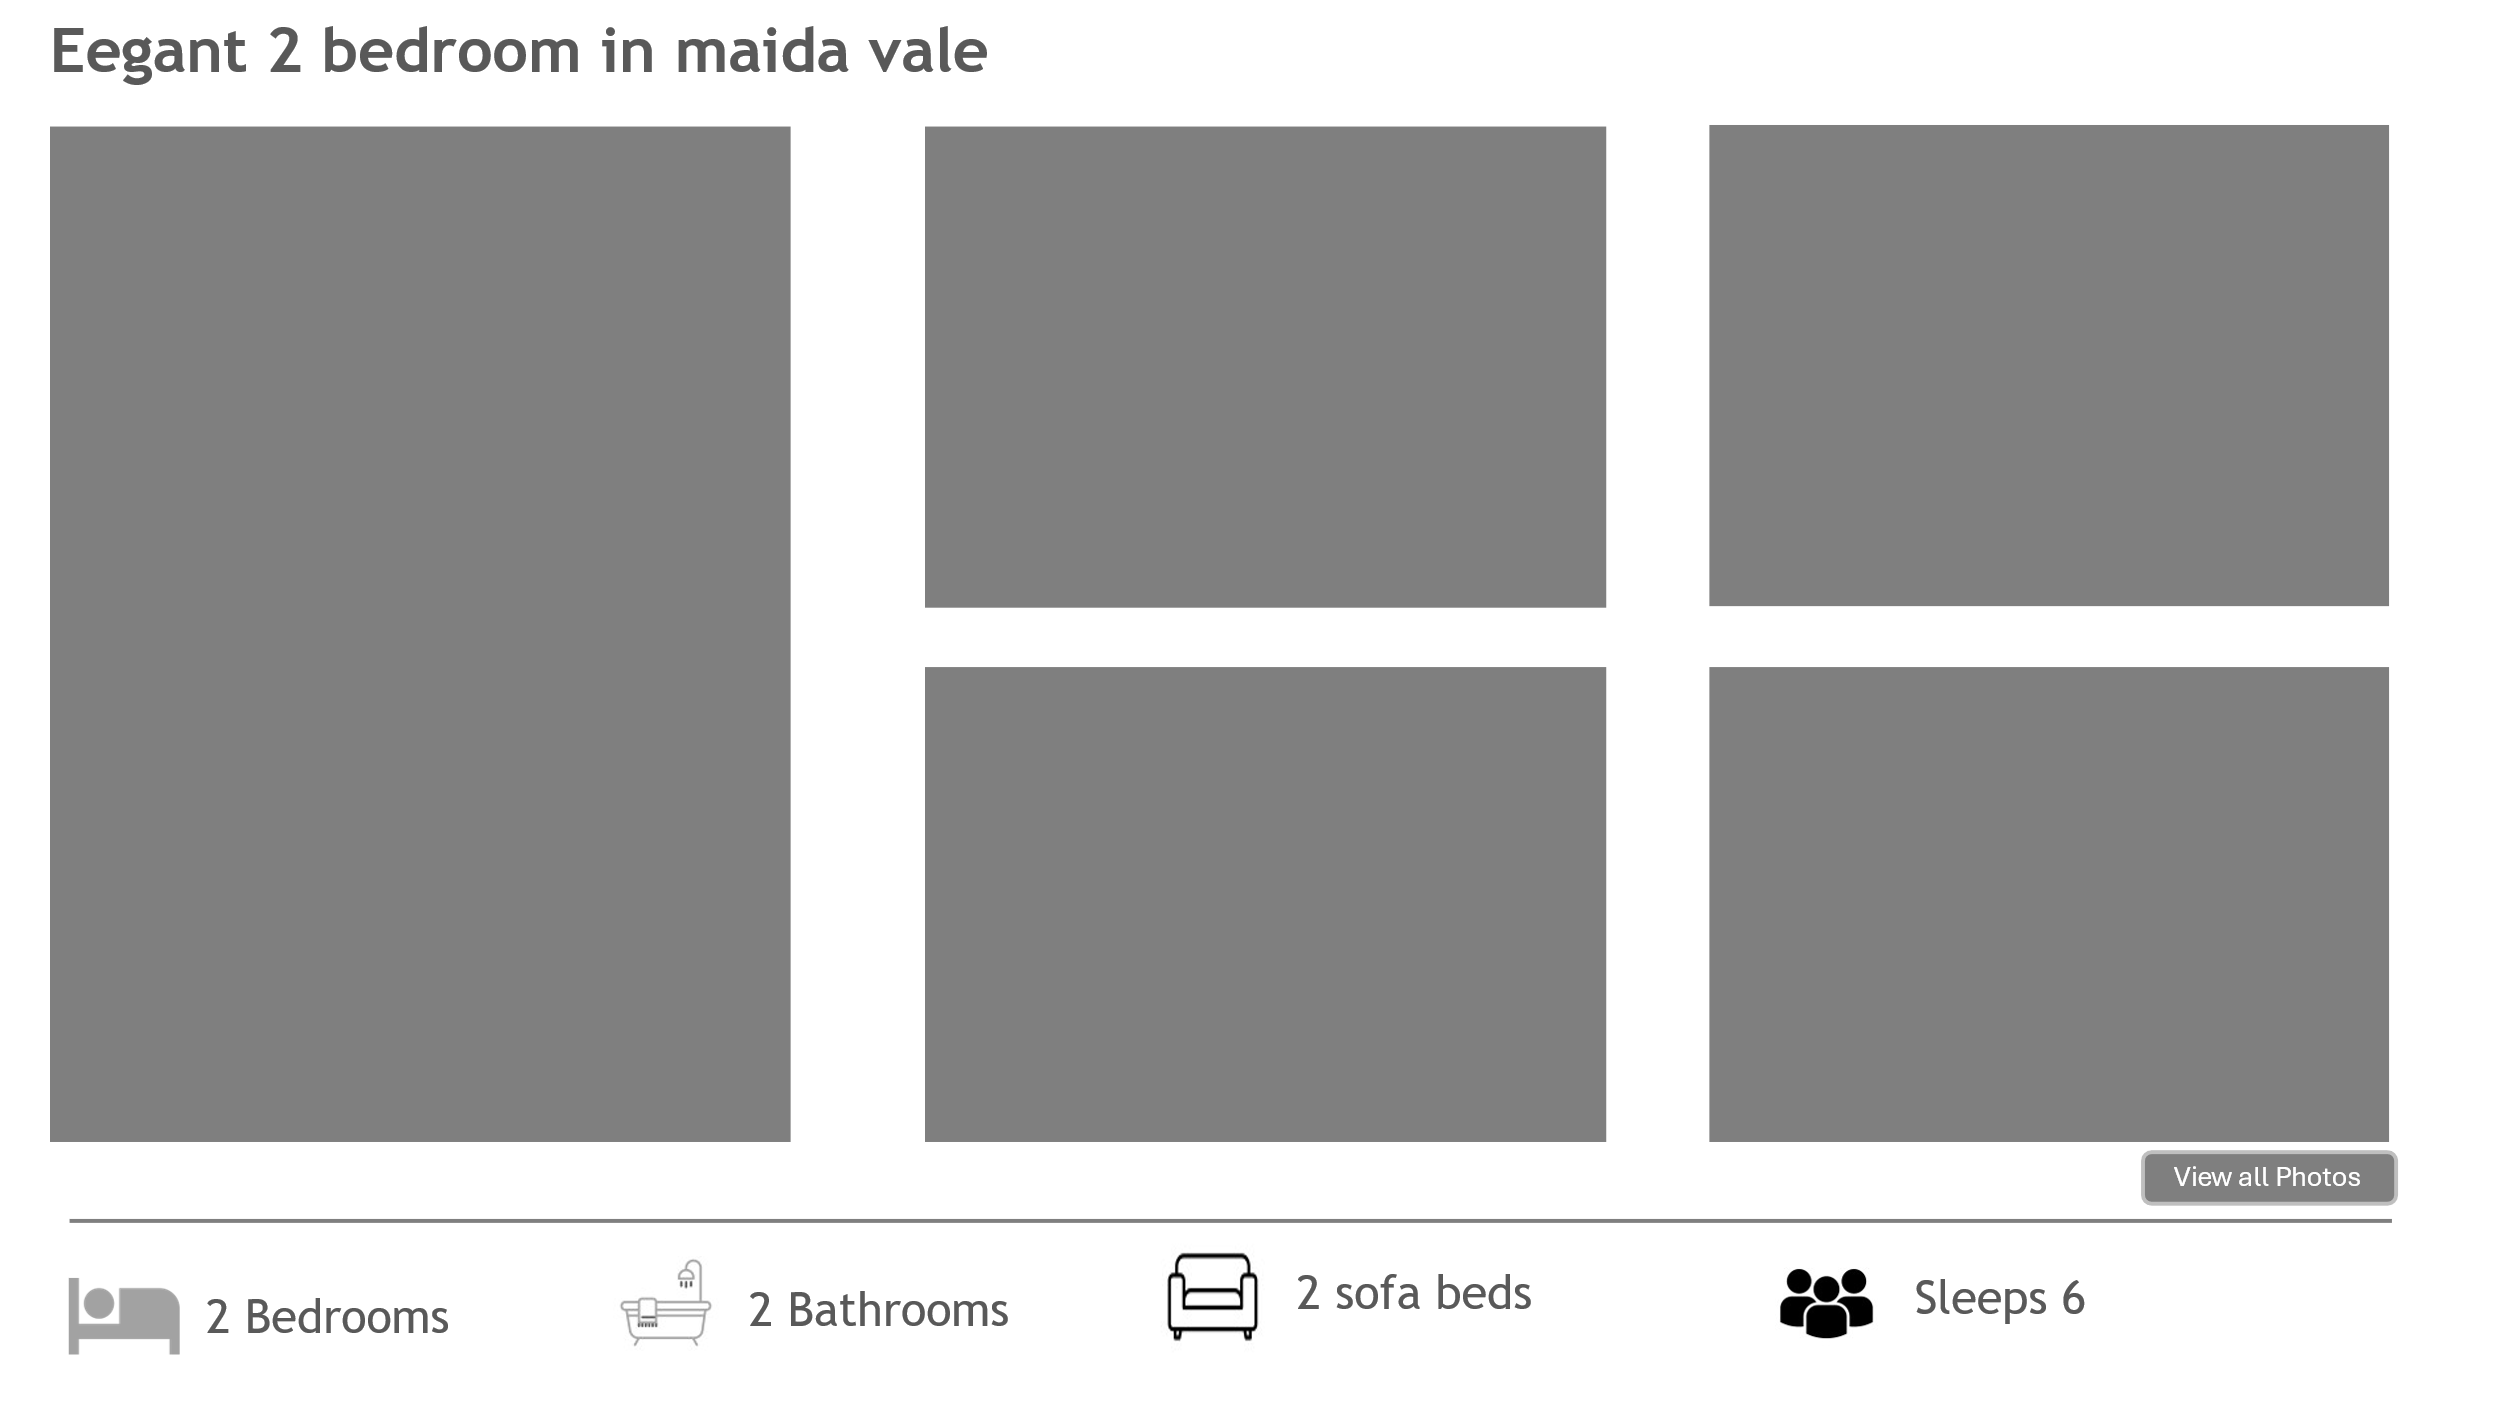 Eegant 2 bedroom in maida vale
View all Photos
2 Bedrooms
2 Bathrooms
2 sofa beds
Sleeps 6